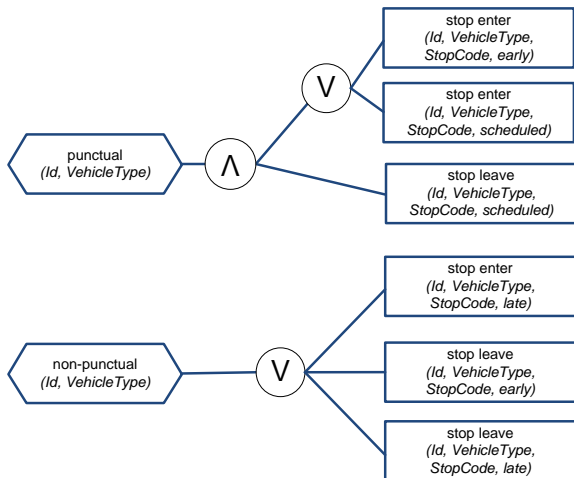 stop enter
(Id, VehicleType,
StopCode, early)
V
stop enter
(Id, VehicleType,
StopCode, scheduled)
punctual
(Id, VehicleType)
Λ
stop leave
(Id, VehicleType,
StopCode, scheduled)
stop enter
(Id, VehicleType,
StopCode, late)
non-punctual
(Id, VehicleType)
V
stop leave
(Id, VehicleType,
StopCode, early)
stop leave
(Id, VehicleType,
StopCode, late)